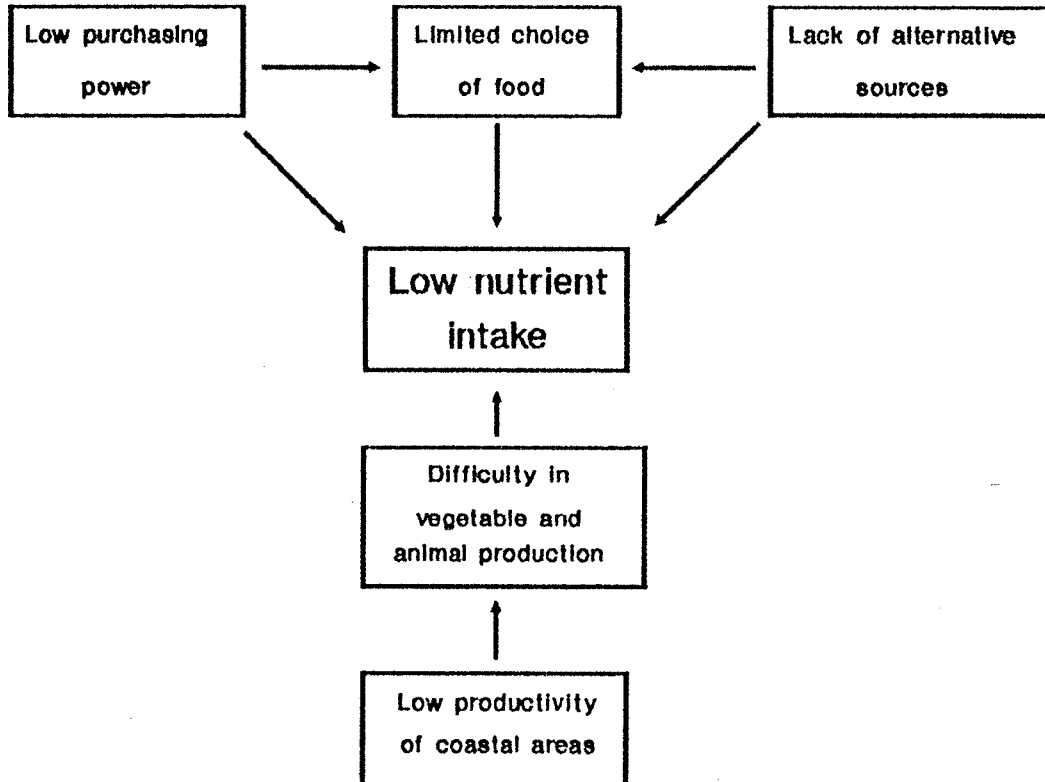 Low purchasing
power
Limited choice
of food
Lack of alternative
sources
Low nutrient
intake
Difficulty in
vegetable and
animal production
Low productivity
of coastal areas